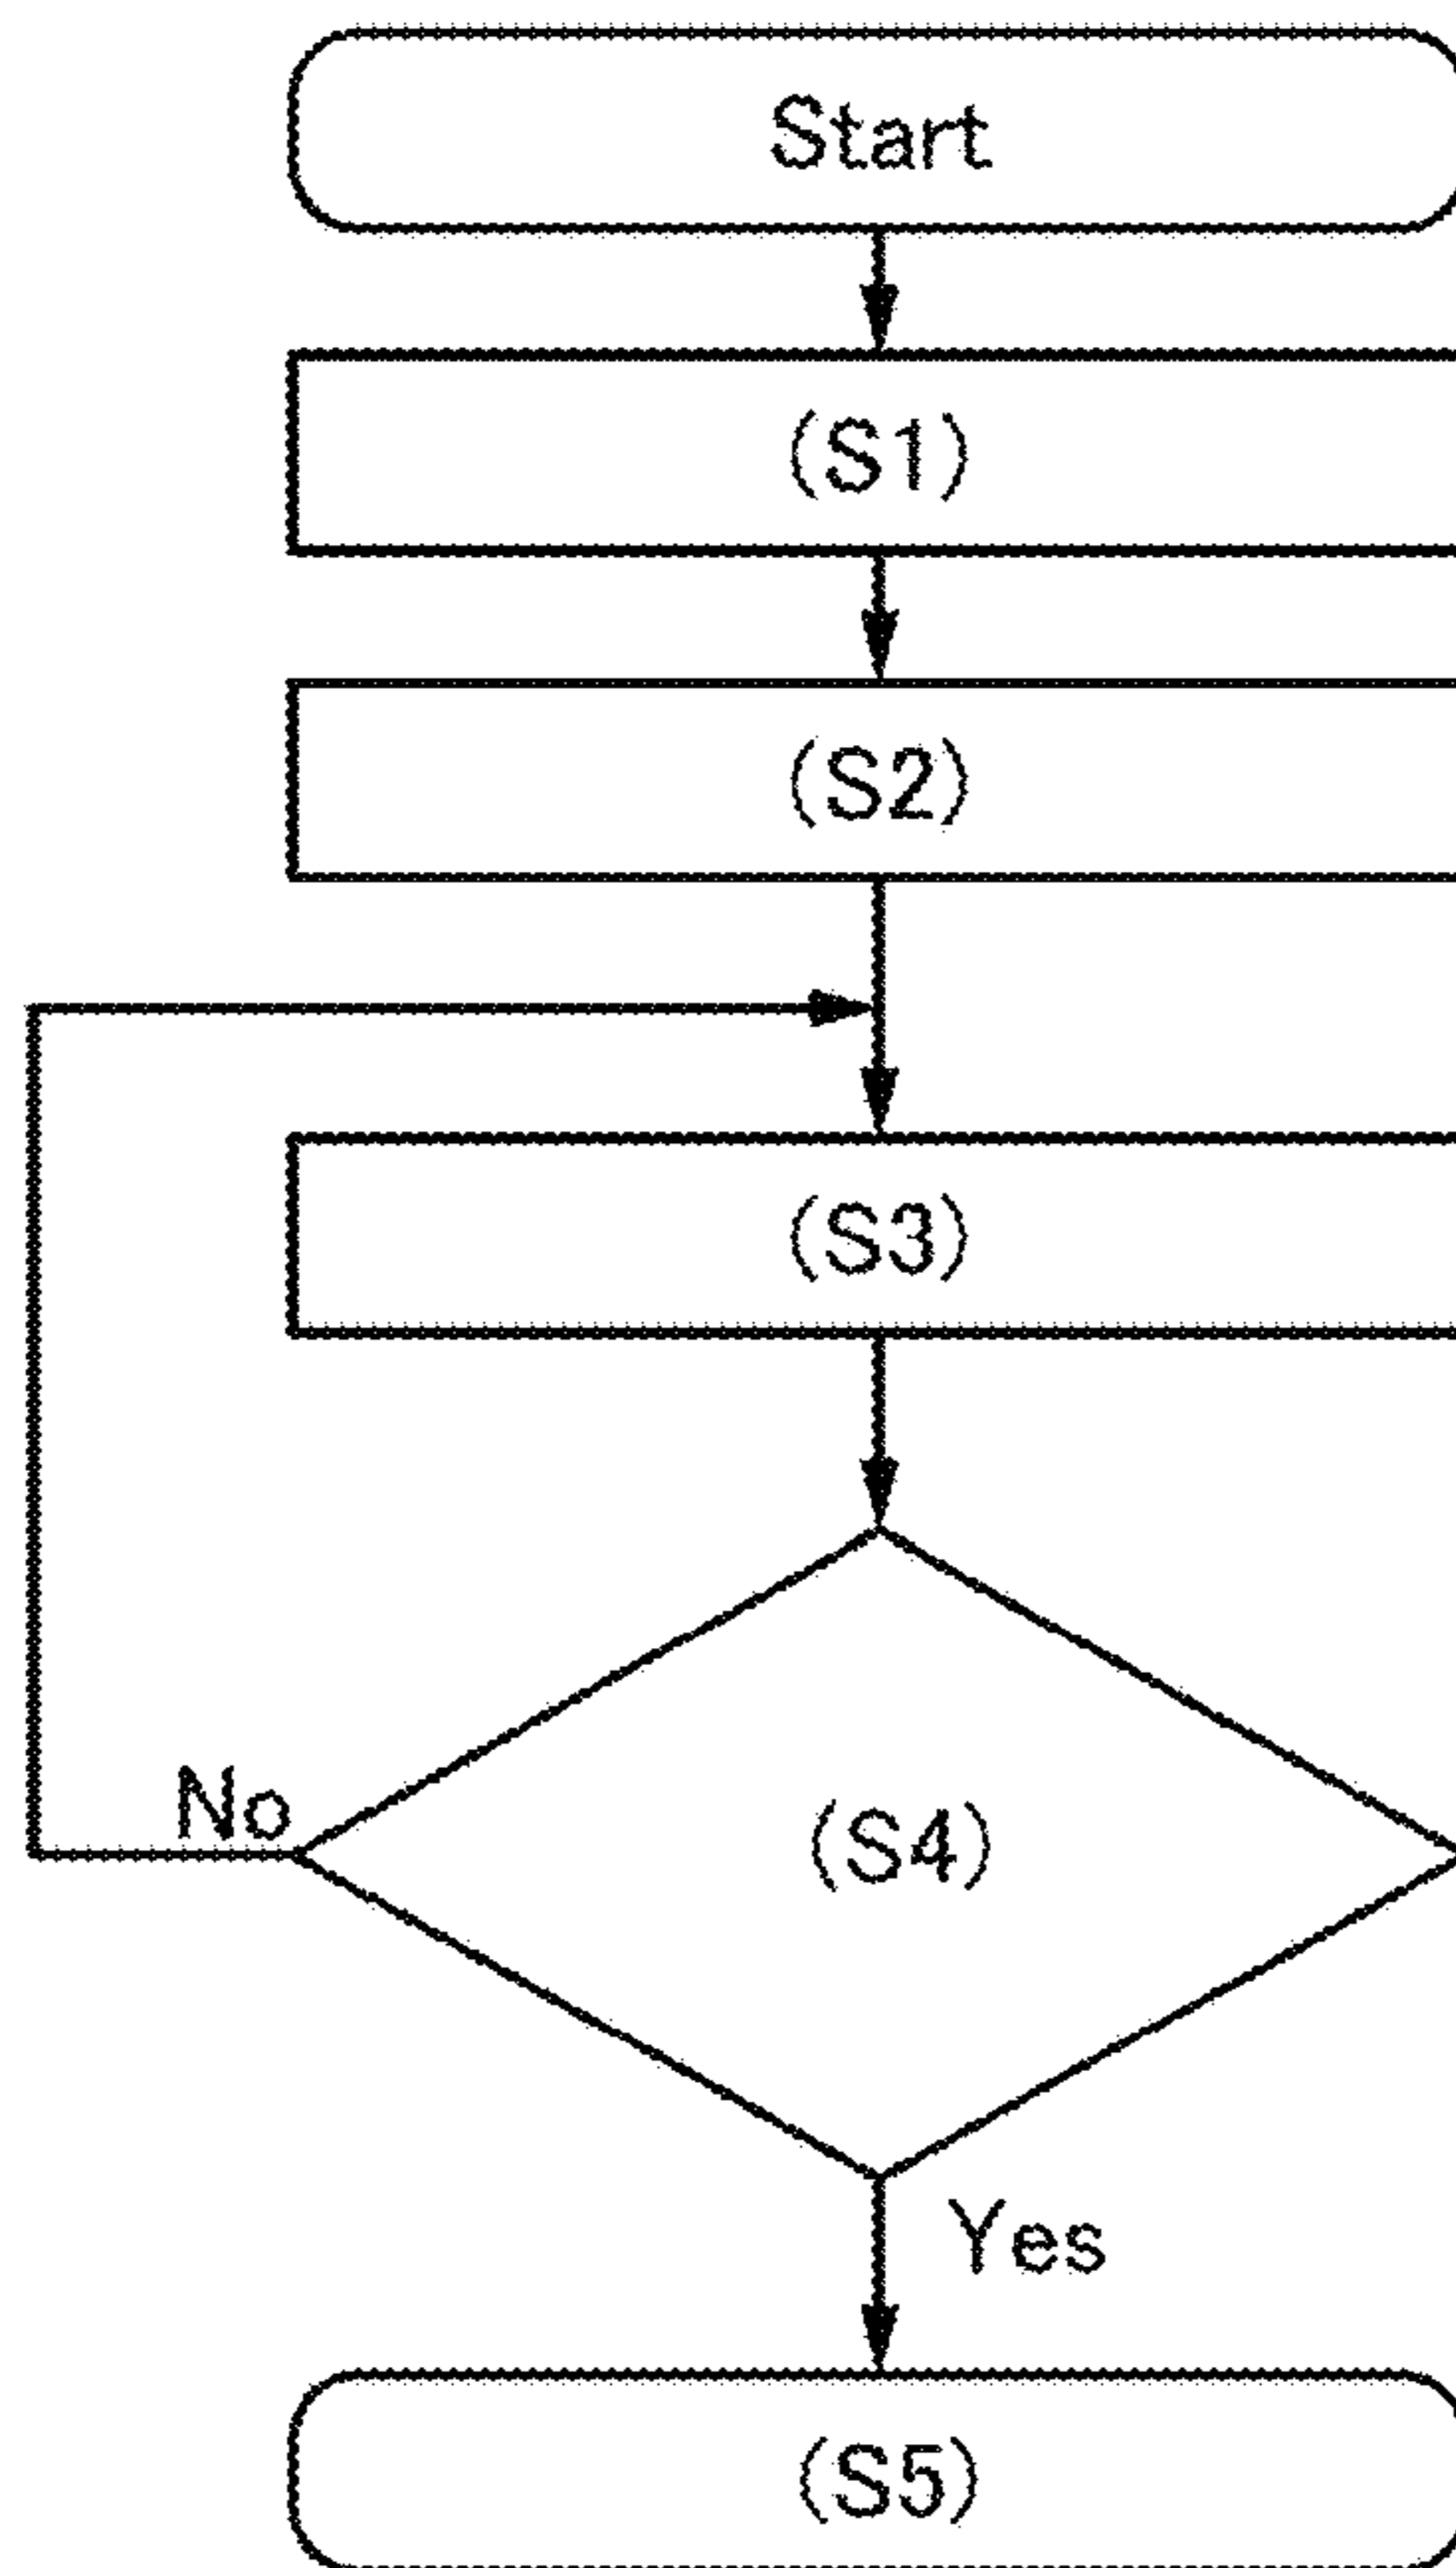 Start
(S1)
(S2)
(S3)
No
(S4)
Yes
(S5)